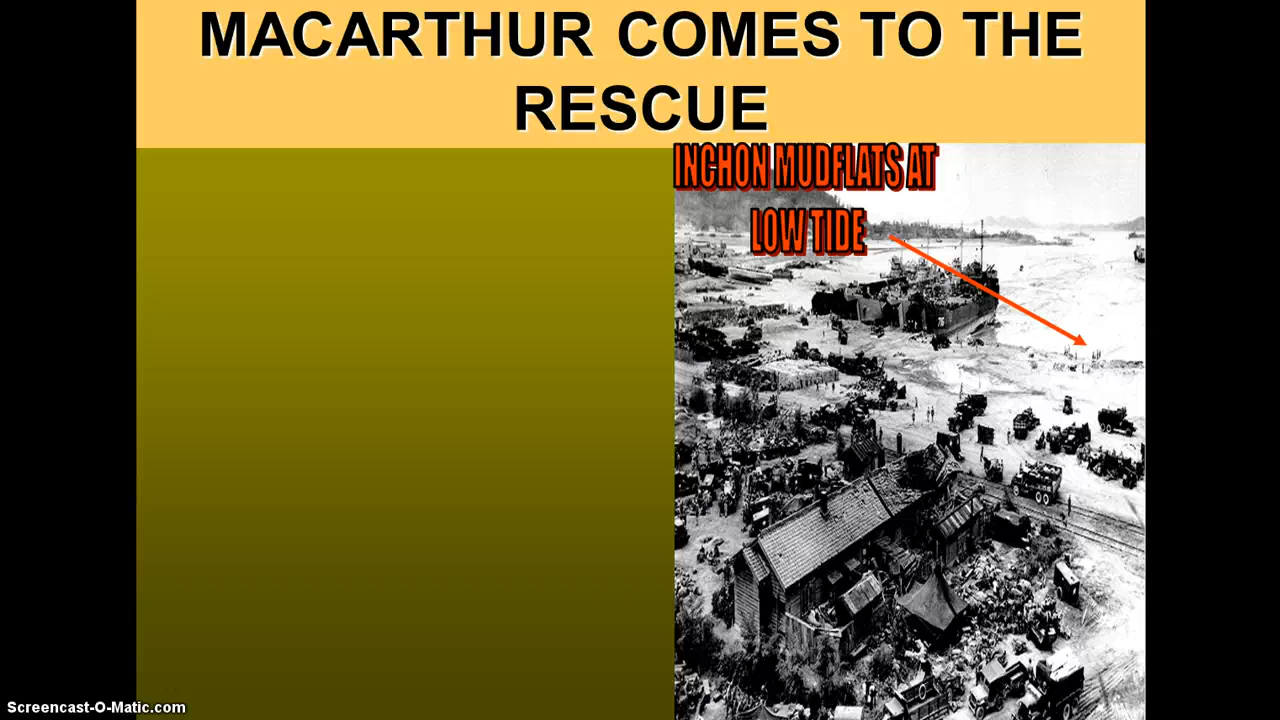 MACARTHUR COMES TO THE
RESCUE
INCHON MUDFLATS AT
LOW TIDE
Screencast-O-Matic.com